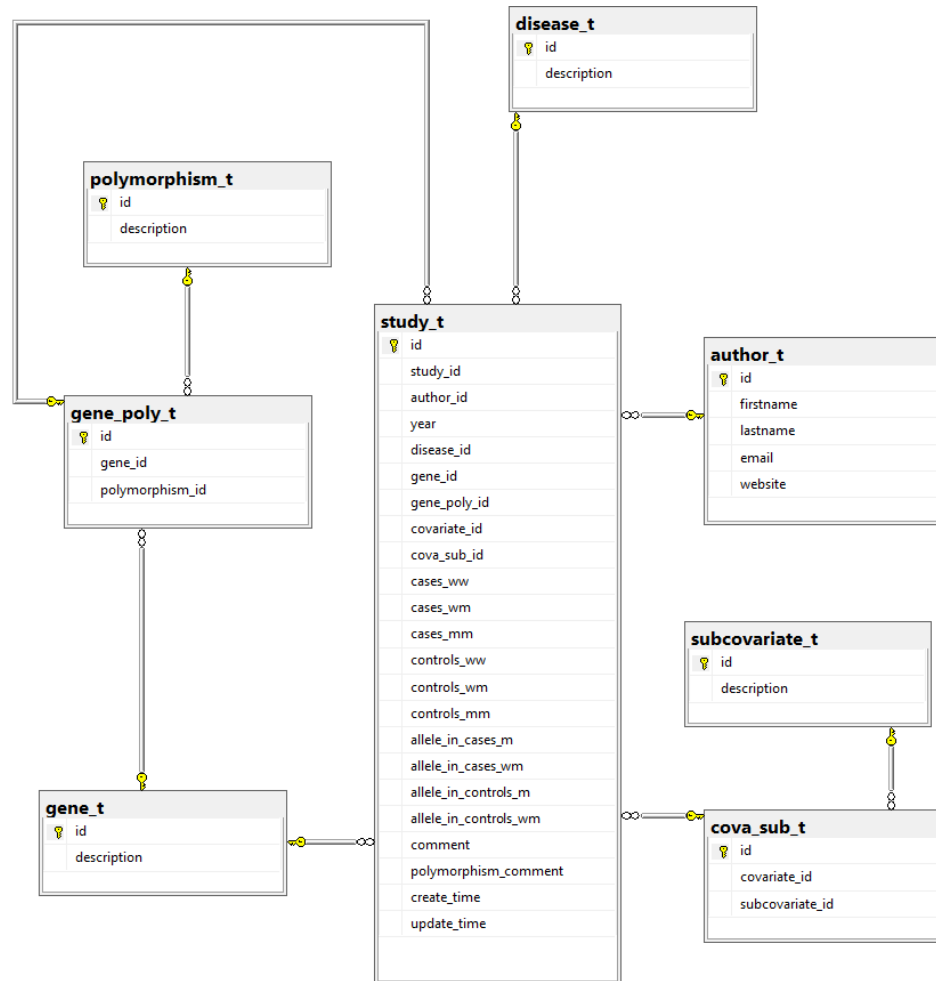 disease_t
id
description
polymorphism_t
id
description
study_t
id
study_id
author_id
year
disease_id
gene_id
gene_poly_id
covariate_id
cova_sub_id
cases_ww
cases_wm
cases_mm
controls_ww
controls_wm
controls_mm
allele_in_cases_m
allele_in_cases_wm
allele_in_controls_m
allele_in_controls_wm
comment
polymorphism_comment
create_time
update_time
author_t
id
firstname
lastname
email
website
gene_poly_t
id
gene_id
polymorphism_id
subcovariate_t
id
description
gene_t
id
description
cova_sub_t
id
covariate_id
subcovariate_id